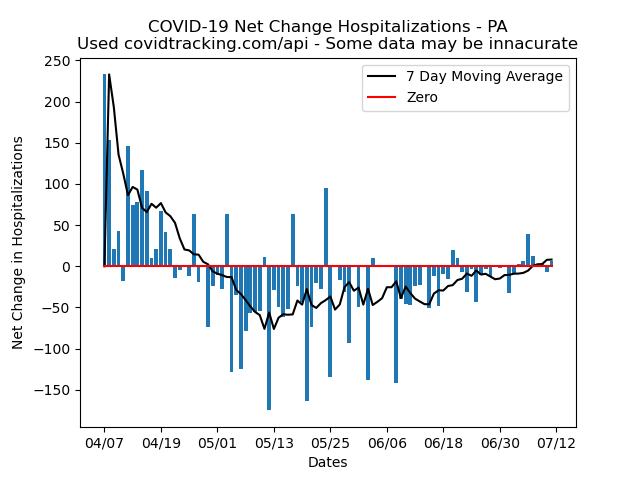 COVID-19 Net Change Hospitalizations - PA
Used covidtracking.com/api - Some data may be innacurate
7 Day Moving Average
Zero
Net Change in Hospitalizations
250
200
150
100
50
0
−50
−100
−150
04/07 04/19 05/01 05/13 05/25 06/06 06/18 06/30 07/12
Dates